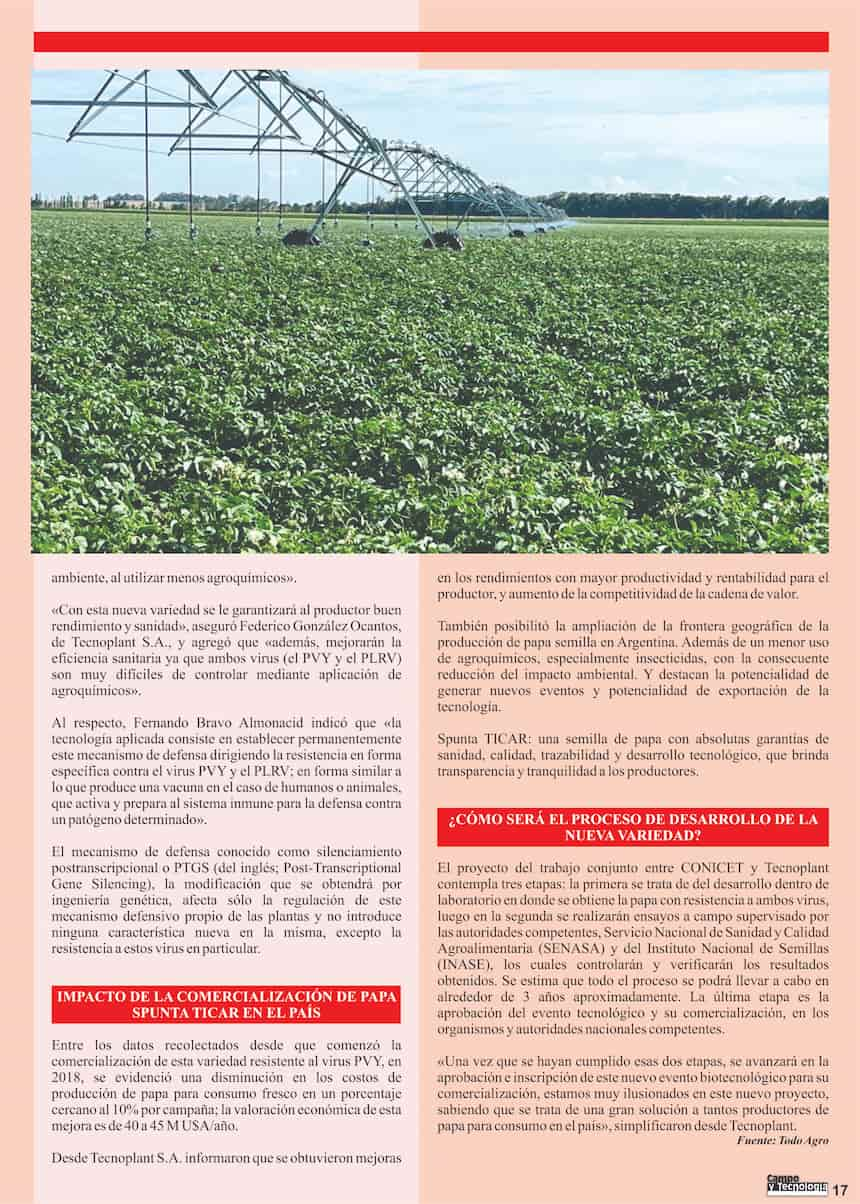 ambiente, al utilizar menos agroquímicos».
«Con esta nueva variedad se le garantizará al productor buen
rendimiento y sanidad», aseguró Federico González Ocantos,
de Tecnoplant S.A., y agregó que «además, mejorarán la
eficiencia sanitaria ya que ambos virus (el PVY y el PLRV)
son muy difíciles de controlar mediante aplicación de
agroquímicos».
Al respecto, Fernando Bravo Almonacid indicó que «la
tecnología aplicada consiste en establecer permanentemente
este mecanismo de defensa dirigiendo la resistencia en forma
específica contra el virus PVY y el PLRV; en forma similar a
lo que produce una vacuna en el caso de humanos o animales,
que activa y prepara al sistema inmune para la defensa contra
un patógeno determinado».
El mecanismo de defensa conocido como silenciamiento
postranscripcional o PTGS (del inglés; Post-Transcriptional
Gene Silencing), la modificación que se obtendrá por
ingeniería genética, afecta sólo la regulación de este
mecanismo defensivo propio de las plantas y no introduce
ninguna característica nueva en la misma, excepto la
resistencia a estos virus en particular.
IMPACTO DE LA COMERCIALIZACIÓN DE PAPA
SPUNTA TICAR EN EL PAÍS
Entre los datos recolectados desde que comenzó la
comercialización de esta variedad resistente al virus PVY, en
2018, se evidenció una disminución en los costos de
producción de papa para consumo fresco en un porcentaje
cercano al 10% por campaña; la valoración económica de esta
mejora es de 40 a 45 M U$A/año.
Desde Tecnoplant S.A. informaron que se obtuvieron mejoras
en los rendimientos con mayor productividad y rentabilidad para el
productor, y aumento de la competitividad de la cadena de valor.
También posibilitó la ampliación de la frontera geográfica de la
producción de papa semilla en Argentina. Además de un menor uso
de agroquímicos, especialmente insecticidas, con la consecuente
reducción del impacto ambiental. Y destacan la potencialidad de
generar nuevos eventos y potencialidad de exportación de la
tecnología.
Spunta TICAR: una semilla de papa con absolutas garantías de
sanidad, calidad, trazabilidad y desarrollo tecnológico, que brinda
transparencia y tranquilidad a los productores.
¿CÓMO SERÁ EL PROCESO DE DESARROLLO DE LA
NUEVA VARIEDAD?
El proyecto del trabajo conjunto entre CONICET y Tecnoplant
contempla tres etapas: la primera se trata de del desarrollo dentro de
laboratorio en donde se obtiene la papa con resistencia a ambos virus,
luego en la segunda se realizarán ensayos a campo supervisado por
las autoridades competentes, Servicio Nacional de Sanidad y Calidad
Agroalimentaria (SENASA) y del Instituto Nacional de Semillas
(INASE), los cuales controlarán y verificarán los resultados
obtenidos. Se estima que todo el proceso se podrá llevar a cabo en
alrededor de 3 años aproximadamente. La última etapa es la
aprobación del evento tecnológico y su comercialización, en los
organismos y autoridades nacionales competentes.
«Una vez que se hayan cumplido esas dos etapas, se avanzará en la
aprobación e inscripción de este nuevo evento biotecnológico para su
comercialización, estamos muy ilusionados en este nuevo proyecto,
sabiendo que se trata de una gran solución a tantos productores de
papa para consumo en el país», simplificaron desde Tecnoplant.
Fuente: Todo Agro
Campo
y Tecnología
17